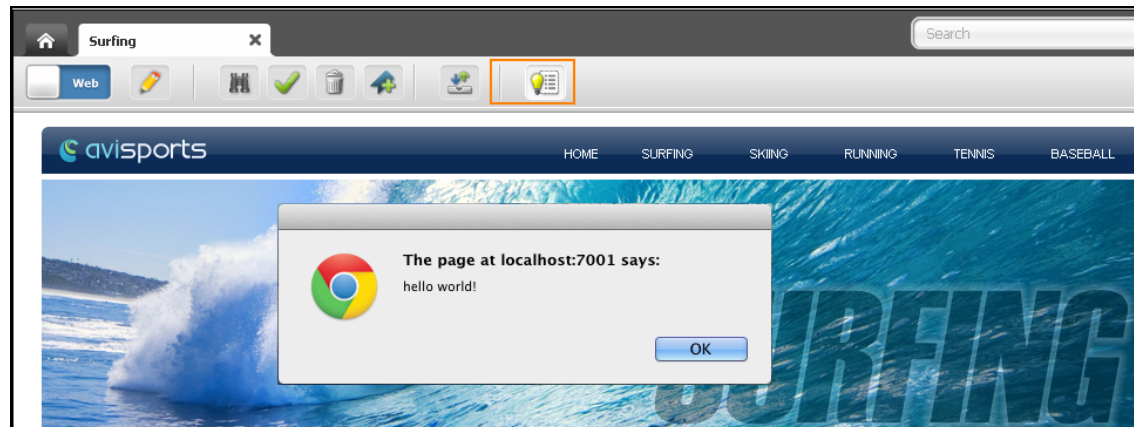 Surfing
Search
Web
avisports
HOME SURFING SKIING RUNNING TENNIS BASEBALL
The page at localhost:7001 says:
hello world!
OK
SURFING